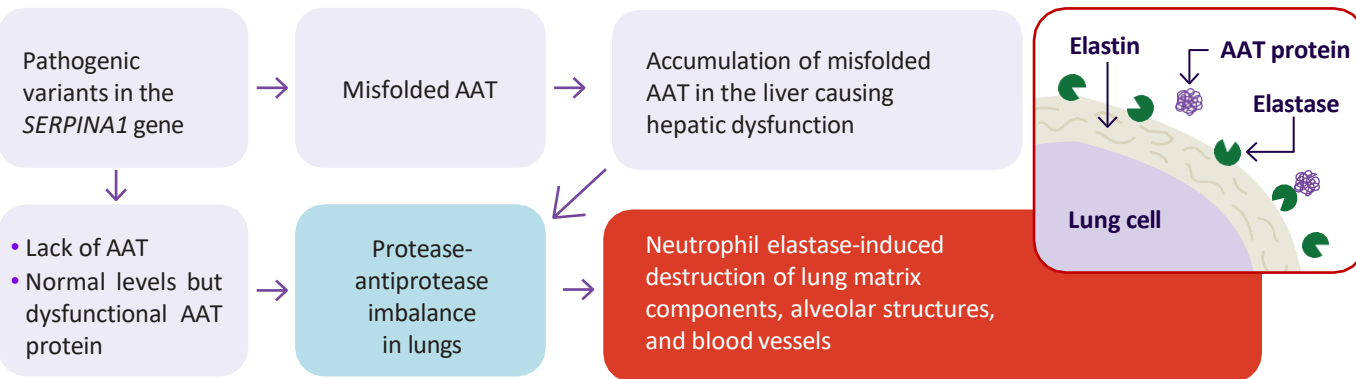 Pathogenic
variants in the
SERPINA1 gene
Misfolded AAT
Accumulation of misfolded
AAT in the liver causing
hepatic dysfunction
• Lack of AAT
• Normal levels but
dysfunctional AAT
protein
Protease-
antiprotease
imbalance
in lungs
Neutrophil elastase-induced
destruction of lung matrix
components, alveolar structures,
and blood vessels
Elastin
AAT protein
Elastase
Lung cell